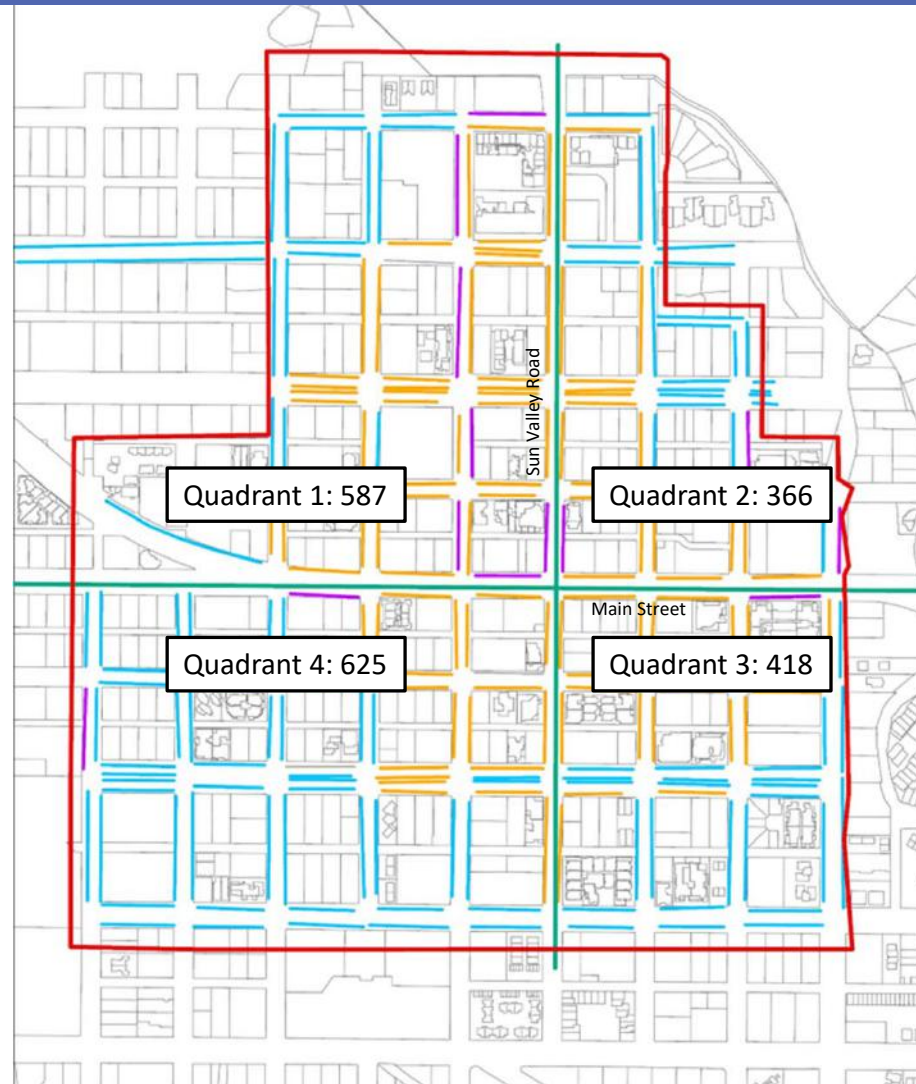 Sun Valley Road
Quadrant 1: 587
Quadrant 2: 366
Main Street
Quadrant 4: 625
Quadrant 3: 418